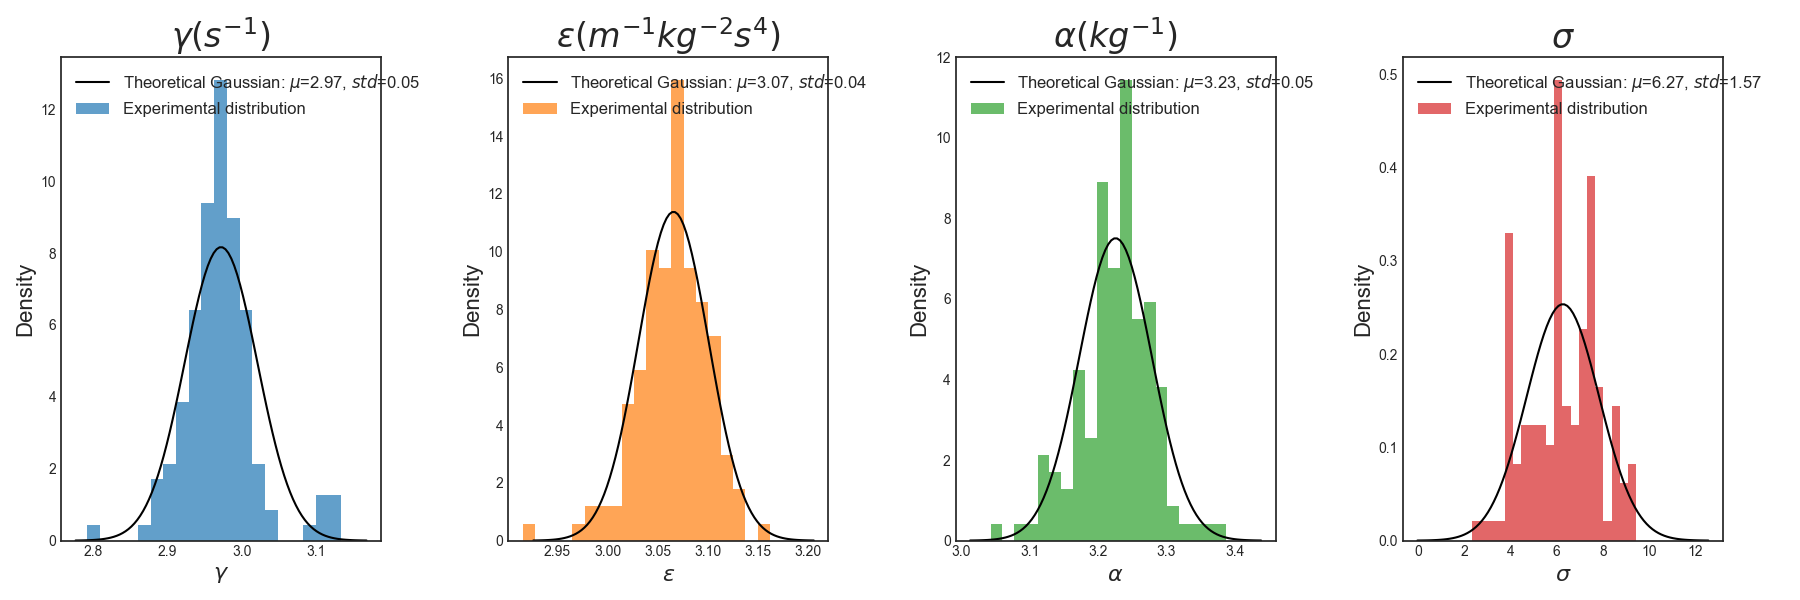 γ(s⁻¹)
Theoretical Gaussian: μ=2.97, std=0.05
Experimental distribution
Density
12
10
8
6
4
2
0
2.8 2.9 3.0 3.1
γ
ε(m⁻¹kg⁻²s⁴)
Theoretical Gaussian: μ=3.07, std=0.04
Experimental distribution
Density
16
14
12
10
8
6
4
2
0
2.95 3.00 3.05 3.10 3.15 3.20
ε
α(kg⁻¹)
Theoretical Gaussian: μ=3.23, std=0.05
Experimental distribution
Density
12
10
8
6
4
2
0
3.0 3.1 3.2 3.3 3.4
α
σ
Theoretical Gaussian: μ=6.27, std=1.57
Experimental distribution
Density
0.5
0.4
0.3
0.2
0.1
0.0
0 2 4 6 8 10 12
σ